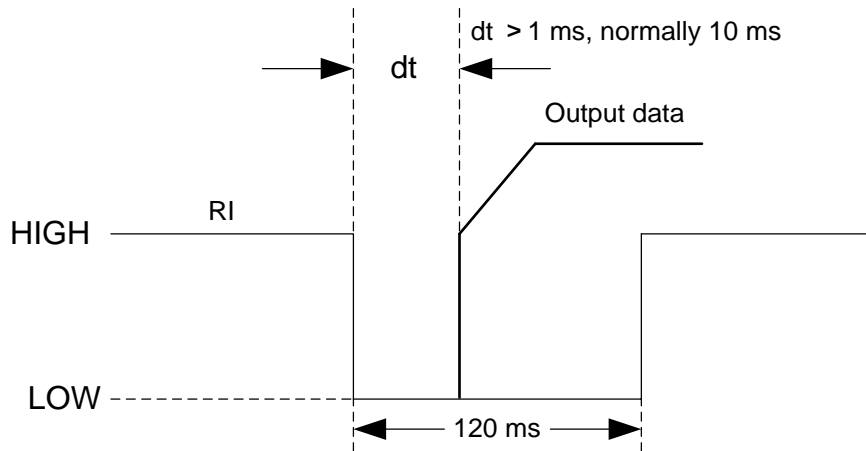 dt > 1 ms, normally 10 ms
dt
Output data
RI
HIGH
LOW
120 ms